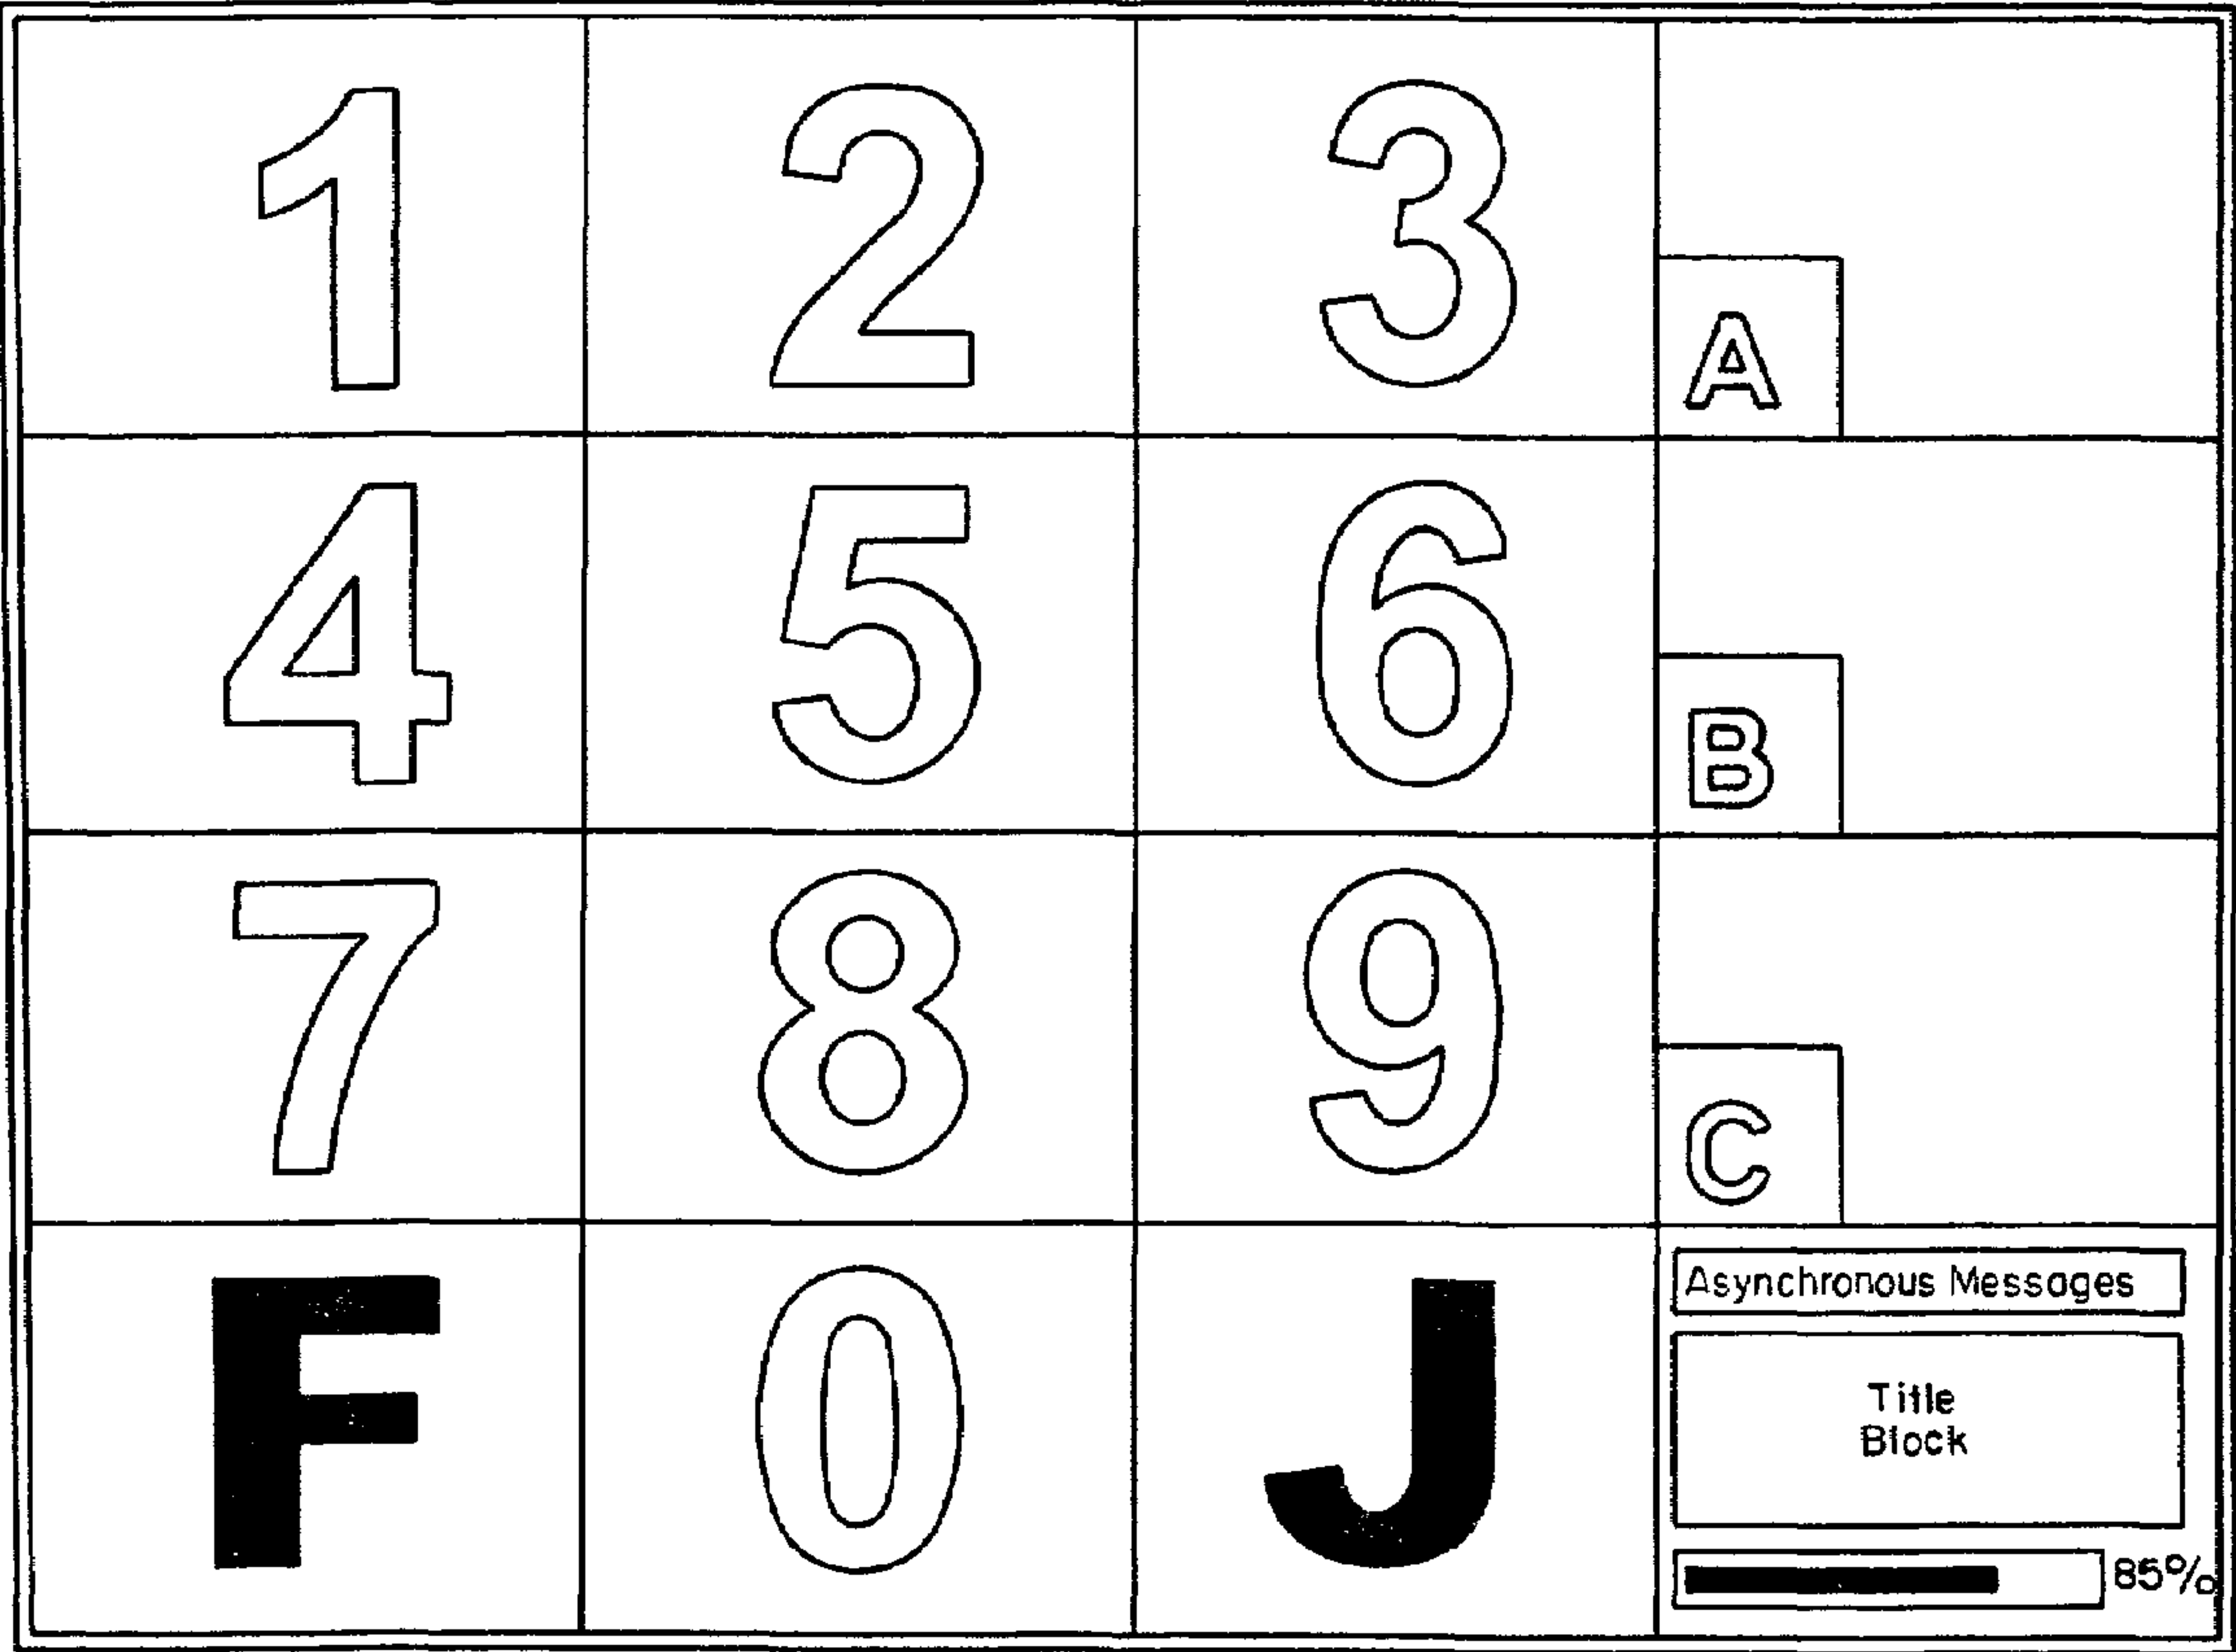 1 2 3
A
4 5 6
B
7 8 9
C
F 0 J
Asynchronous Messages
Title
Block
85%